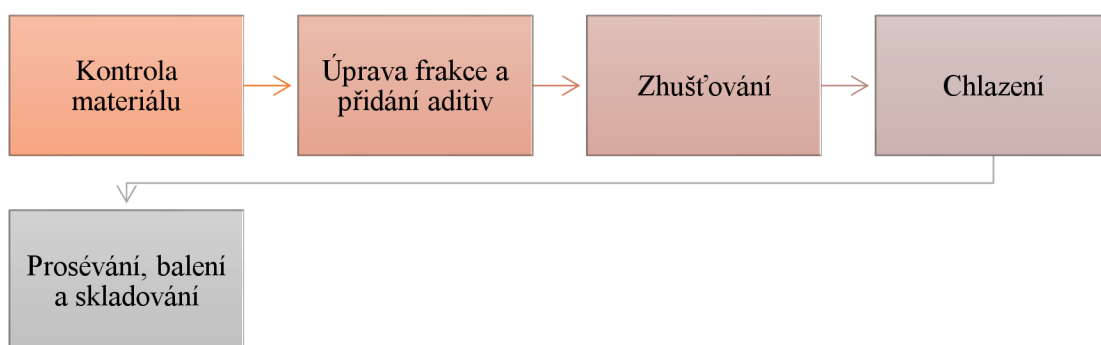 Kontrola
materiálu
Úprava frakce a
přidání aditiv
Zhušťování
Chlazení
Prosévání, balení
a skladování